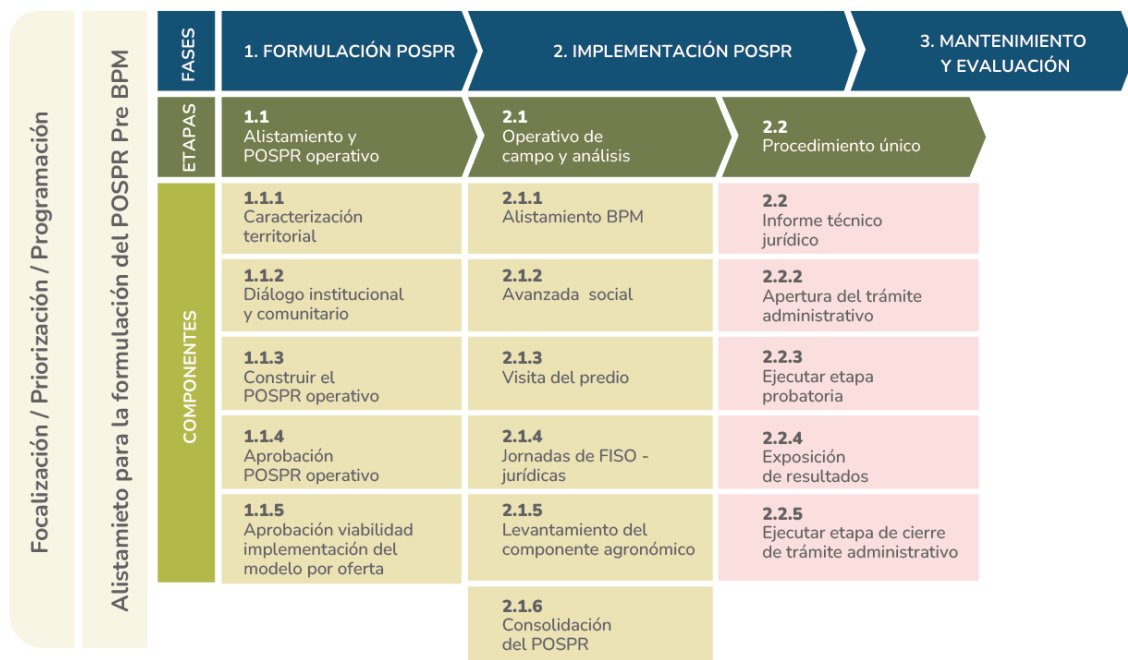 Focalización / Priorización / Programación
Alistamieto para la formulación del POSPR Pre BPM
FASES
1. FORMULACIÓN POSPR
2. IMPLEMENTACIÓN POSPR
3. MANTENIMIENTO
Y EVALUACIÓN
ETAPAS
1.1
Alistamiento y
POSPR operativo
2.1
Operativo de
campo y análisis
2.2
Procedimiento único
COMPONENTES
1.1.1
Caracterización
territorial
2.1.1
Alistamiento BPM
2.2
Informe técnico
jurídico
1.1.2
Diálogo institucional
y comunitario
2.1.2
Avanzada social
2.2.2
Apertura del trámite
administrativo
1.1.3
Construir el
POSPR operativo
2.1.3
Visita del predio
2.2.3
Ejecutar etapa
probatoria
1.1.4
Aprobación
POSPR operativo
2.1.4
Jornadas de FISO -
jurídicas
2.2.4
Exposición
de resultados
1.1.5
Aprobación viabilidad
implementación del
modelo por oferta
2.1.5
Levantamiento del
componente agronómico
2.2.5
Ejecutar etapa de cierre
de trámite administrativo
2.1.6
Consolidación
del POSPR